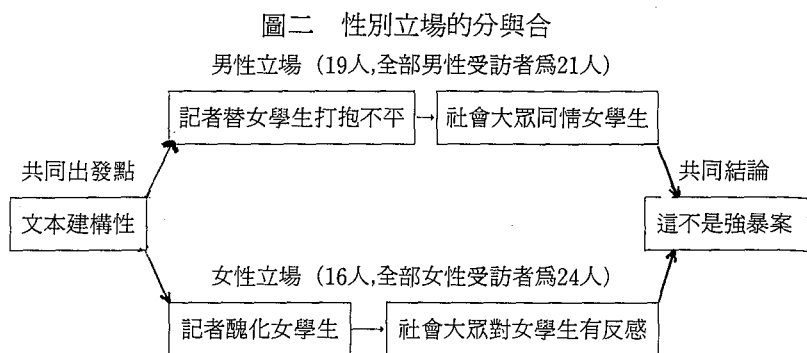 圖二　性別立場的分與合
男性立場（19人,全部男性受訪者爲21人）
記者替女學生打抱不平　社會大眾同情女學生
共同出發點　共同結論
文本建構性　這不是強暴案
女性立場（16人,全部女性受訪者爲24人）
記者醜化女學生　社會大眾對女學生有反感